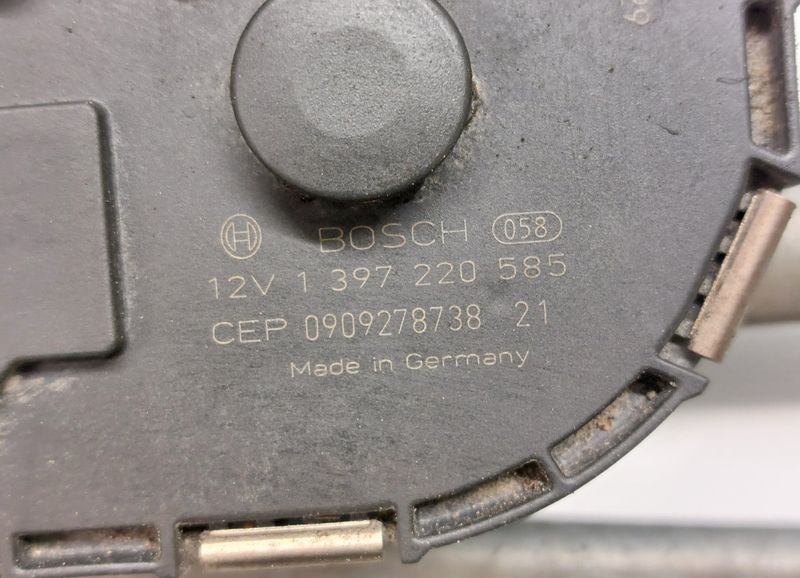 BOSCH 058
12V 1 397 220 585
CEP 0909278738 21
Made in Germany